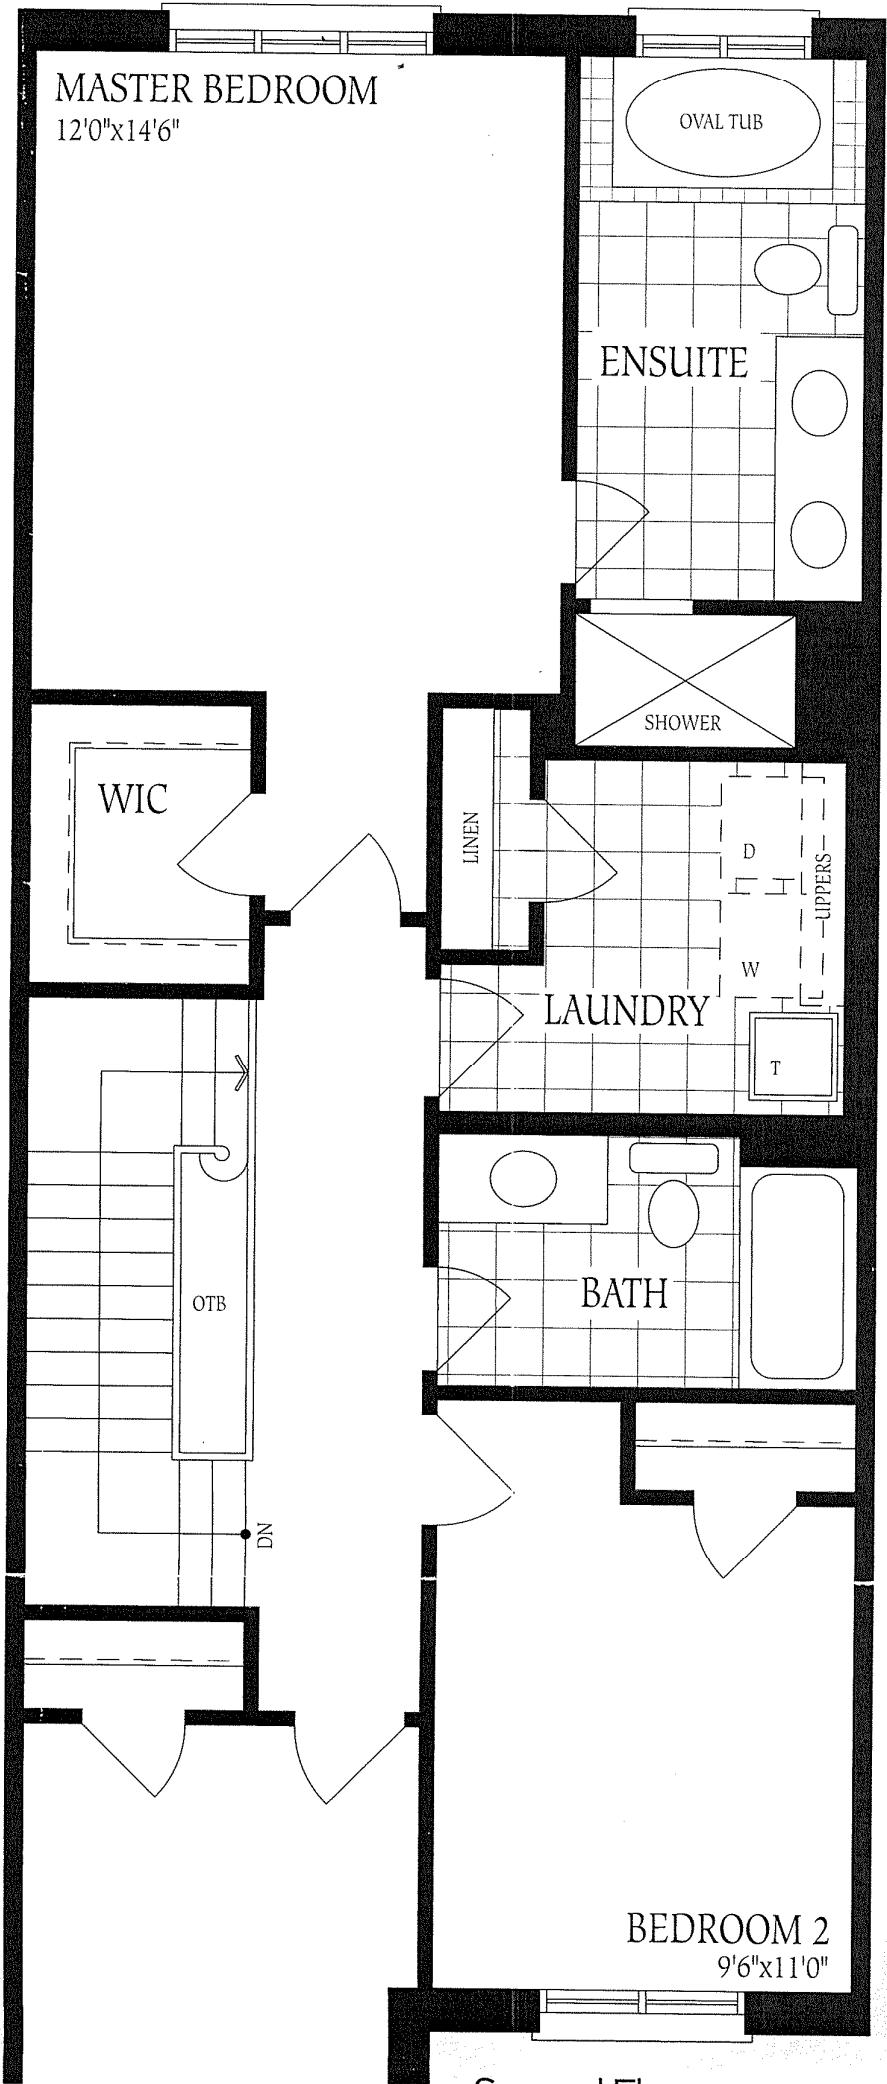 MASTER BEDROOM
12'0"x14'6"
OVAL TUB
ENSUITE
SHOWER
WIC
LINEN
D
UPPERS
W
LAUNDRY
T
OTB
BATH
DN
BEDROOM 2
9'6"x11'0"